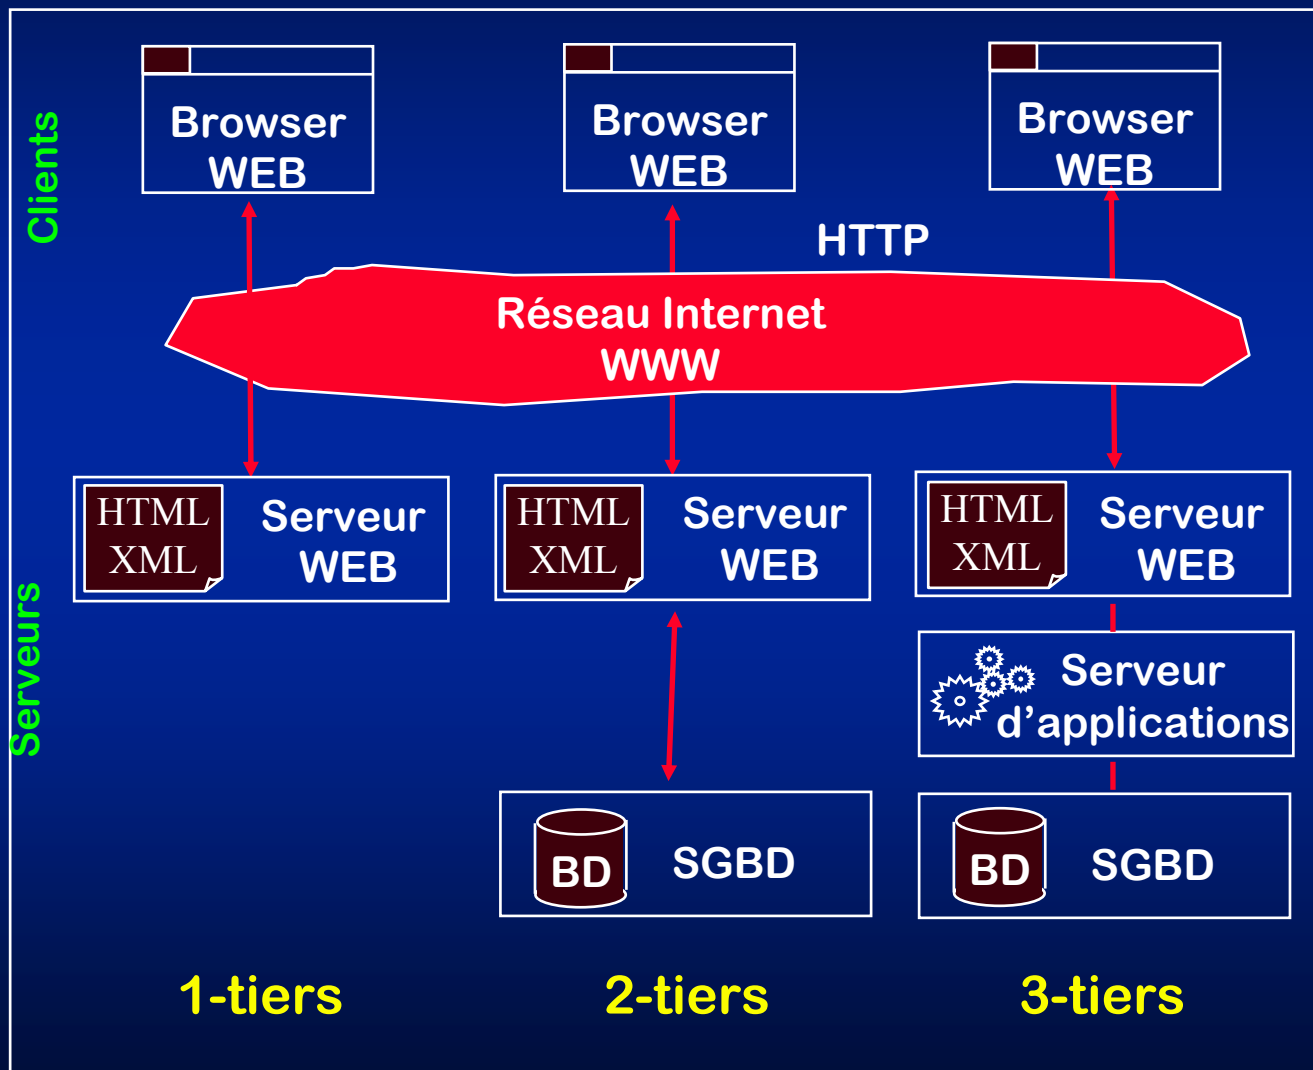 Clients
Browser
WEB
Browser
WEB
Browser
WEB
HTTP
Réseau Internet
WWW
Serveurs
HTML
XML
Serveur
WEB
HTML
XML
Serveur
WEB
HTML
XML
Serveur
WEB
Serveur
d’applications
BD
SGBD
BD
SGBD
1-tiers
2-tiers
3-tiers